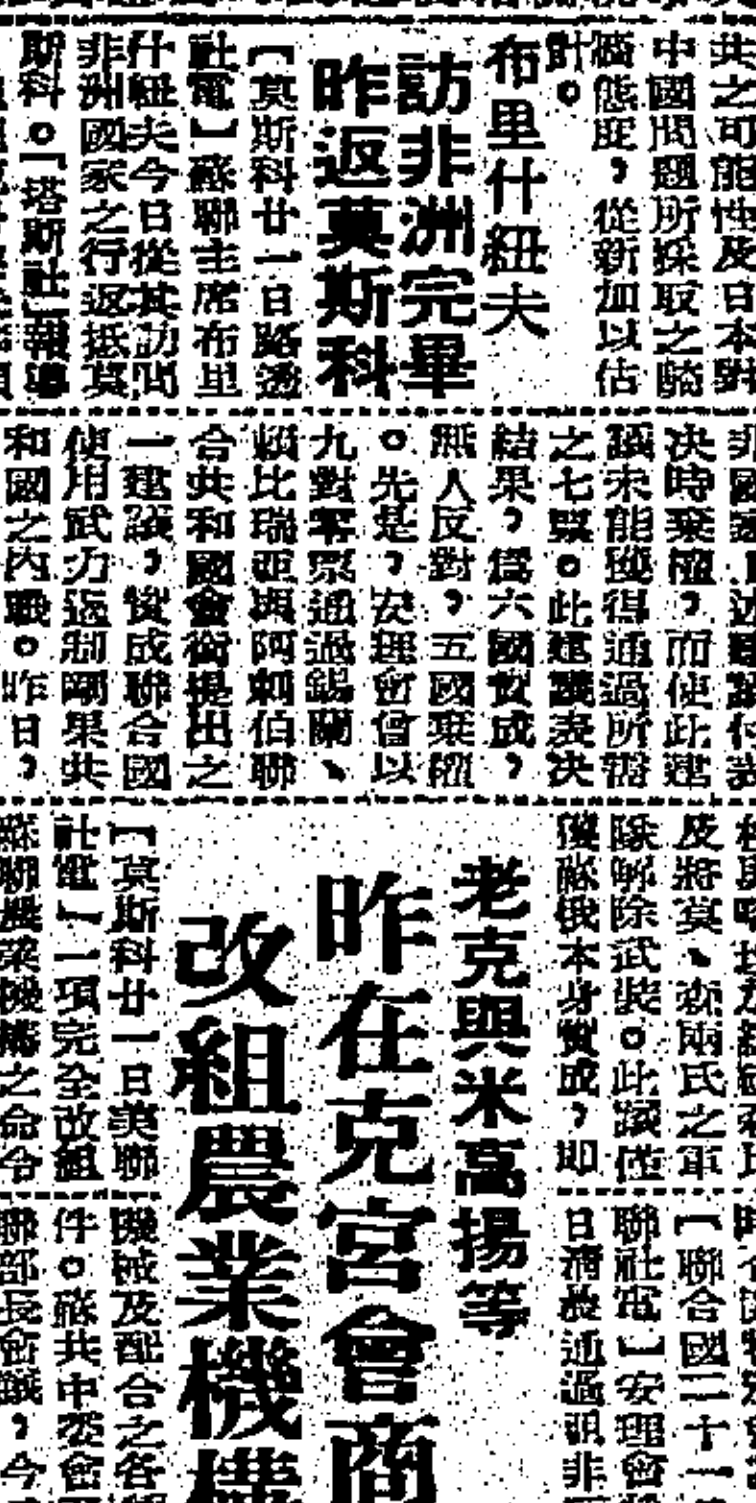 共之可能性及日本對
中國問題所採取之騎
牆態度，從新加以估
計。
布里什紐夫
訪非洲完畢
昨返莫斯科
【莫斯科廿一日路透
社電】蘇聯主席布里
什紐夫今日從其訪問
非洲國家之行返抵莫
斯科。「塔斯社」報導
決時棄權，而使此建
議未能獲得通過所需
之七票。此建議表決
結果，爲六國贊成，
無人反對，五國棄權
。先是，安理會曾以
九對零票通過錫蘭、
賴比瑞亞與阿剌伯聯
合共和國會銜提出之
一建議，贊成聯合國
使用武力遏制剛果共
和國之內戰。昨日，
及將莫、森兩氏之軍
隊解除武裝。此議僅
獲蘇俄本身贊成，即
老克與米高揚等
昨在克宮會商
改組農業機構
【莫斯科廿一日美聯
社電】一項完全改組
蘇聯農業機構之命令
【聯合國二十一
聯社電】安理會
日清晨通過訊非
機械及配合之各
件。蘇共中委會
聯部長會議，今